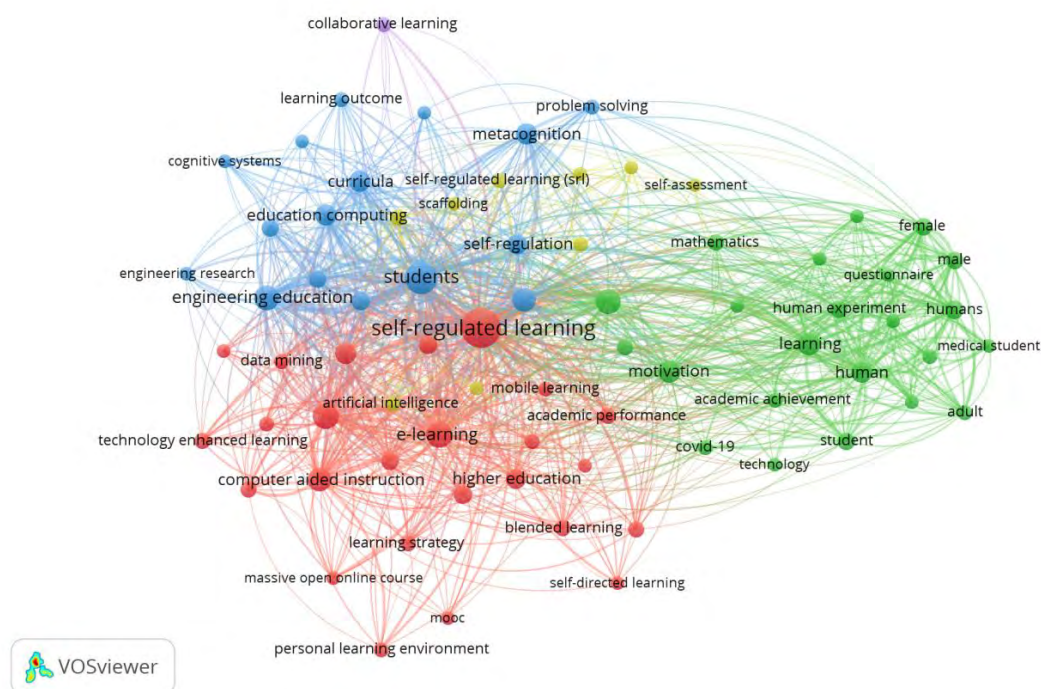 collaborative learning
learning outcome
problem solving
metacognition
cognitive systems
curricula
self-regulated learning (srl)
self-assessment
scaffolding
education computing
female
self-regulation
mathematics
male
engineering research
students
questionnaire
engineering education
human experiment
humans
self-regulated learning
learning
medical student
data mining
motivation
human
mobile learning
artificial intelligence
academic achievement
academic performance
adult
technology enhanced learning
e-learning
covid-19
student
technology
computer aided instruction
higher education
blended learning
learning strategy
massive open online course
self-directed learning
mooc
personal learning environment
VOSviewer